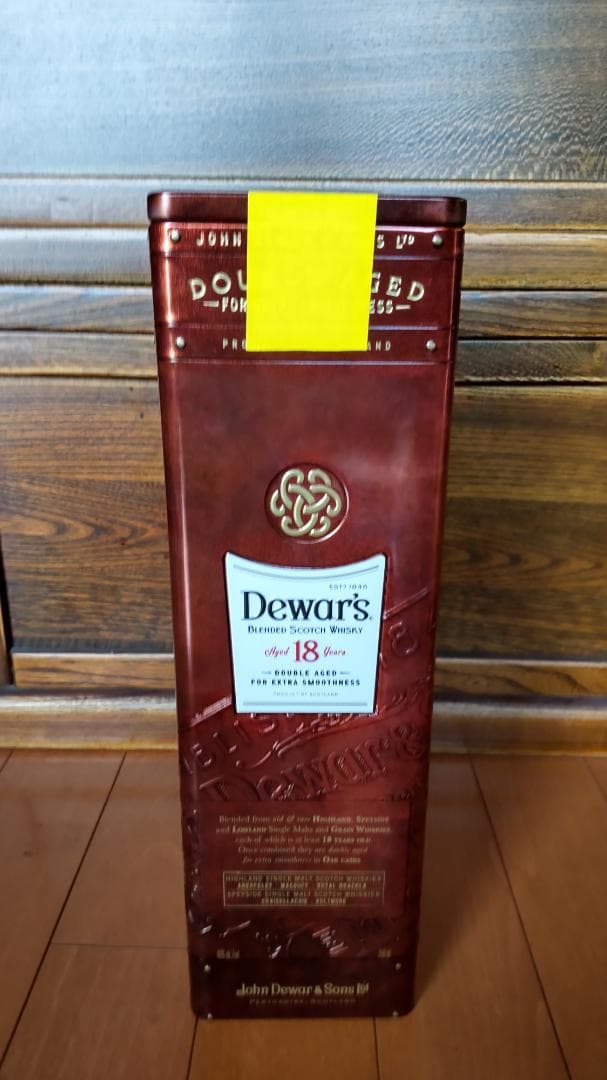 JOHN S LTD
DOU GED
FOR ESS
PRO AND
ESTD 1846
Dewar's
BLENDED SCOTCH WHISKY
Aged 18 Years
DOUBLE AGED
FOR EXTRA SMOOTHNESS
PRODUCT OF SCOTLAND
Dewar's
Blended from old & rare HIGHLAND, SPEYSIDE
and LOWLAND Single Malts and GRAIN WHISKIES,
each of which is at least 18 YEARS OLD.
Once combined they are double aged
for extra smoothness in OAK CASKS
HIGHLAND SINGLE MALT SCOTCH WHISKIES
ABERFELDY MACDUFF ROYAL BRACKLA
SPEYSIDE SINGLE MALT SCOTCH WHISKIES
CRAIGELLACHIE AULTMORE
John Dewar & Sons Ltd
PERTHSHIRE, SCOTLAND